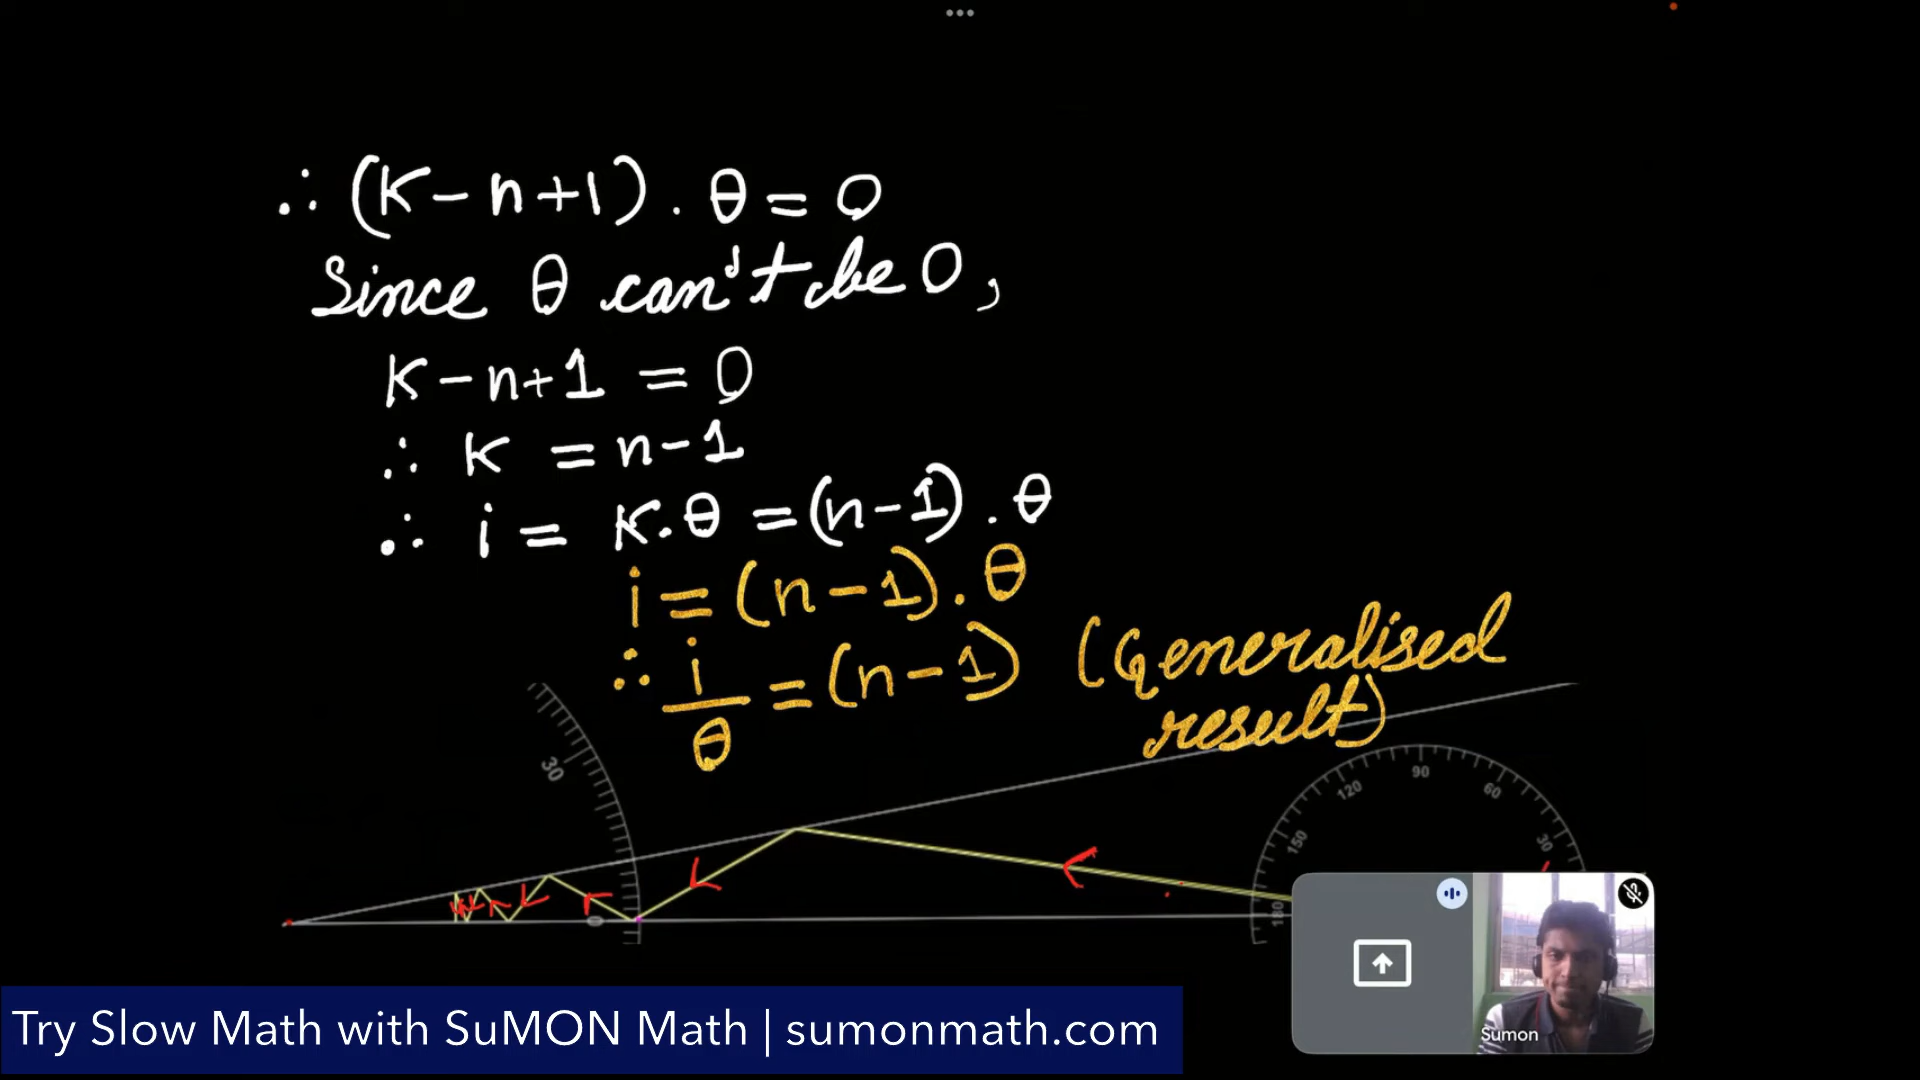 ∴ (K-n+1).θ = 0
Since θ can't be 0,
K-n+1 = 0
∴ K = n-1
∴ i = K.θ = (n-1).θ
i = (n-1).θ
∴ i/θ = (n-1) (Generalised
result)
30
0
180
150
120
90
60
30
Sumon
Try Slow Math with SuMON Math | sumonmath.com